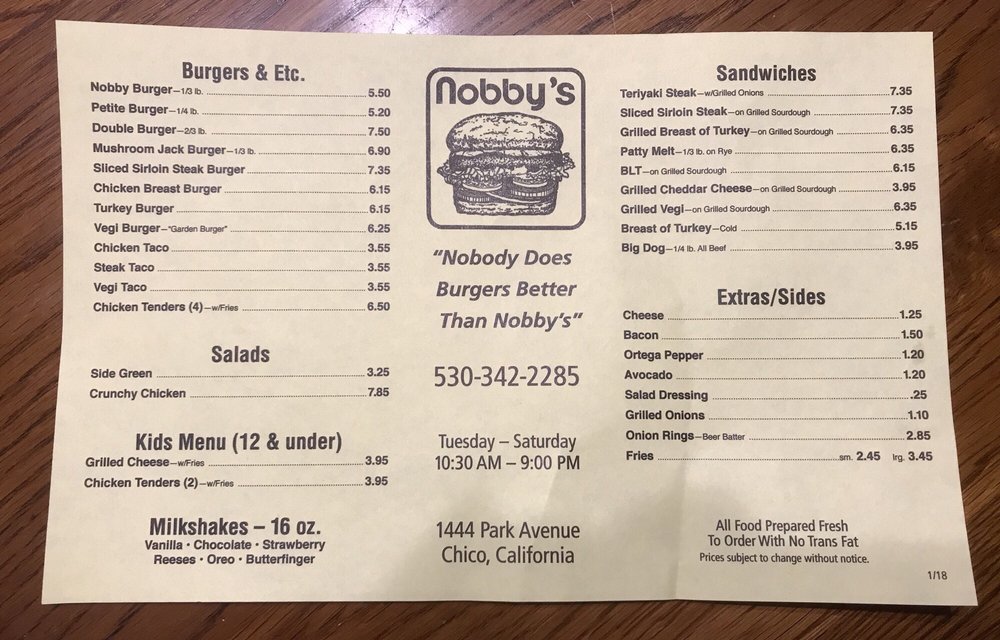 Burgers & Etc.
Nobby Burger–1/3 lb. 5.50
Petite Burger–1/4 lb. 5.20
Double Burger–2/3 lb. 7.50
Mushroom Jack Burger–1/3 lb. 6.90
Sliced Sirloin Steak Burger 7.35
Chicken Breast Burger 6.15
Turkey Burger 6.15
Vegi Burger–"Garden Burger" 6.25
Chicken Taco 3.55
Steak Taco 3.55
Vegi Taco 3.55
Chicken Tenders (4)–w/Fries 6.50
Salads
Side Green 3.25
Crunchy Chicken 7.85
Kids Menu (12 & under)
Grilled Cheese–w/Fries 3.95
Chicken Tenders (2)–w/Fries 3.95
Milkshakes – 16 oz.
Vanilla • Chocolate • Strawberry
Reeses • Oreo • Butterfinger
nobby's
"Nobody Does
Burgers Better
Than Nobby's"
530-342-2285
Tuesday – Saturday
10:30 AM – 9:00 PM
1444 Park Avenue
Chico, California
Sandwiches
Teriyaki Steak–w/Grilled Onions 7.35
Sliced Sirloin Steak–on Grilled Sourdough 7.35
Grilled Breast of Turkey–on Grilled Sourdough 6.35
Patty Melt–1/3 lb. on Rye 6.35
BLT–on Grilled Sourdough 6.15
Grilled Cheddar Cheese–on Grilled Sourdough 3.95
Grilled Vegi–on Grilled Sourdough 6.35
Breast of Turkey–Cold 5.15
Big Dog–1/4 lb. All Beef 3.95
Extras/Sides
Cheese 1.25
Bacon 1.50
Ortega Pepper 1.20
Avocado 1.20
Salad Dressing .25
Grilled Onions 1.10
Onion Rings–Beer Batter 2.85
Fries sm. 2.45 lrg. 3.45
All Food Prepared Fresh
To Order With No Trans Fat
Prices subject to change without notice.
1/18